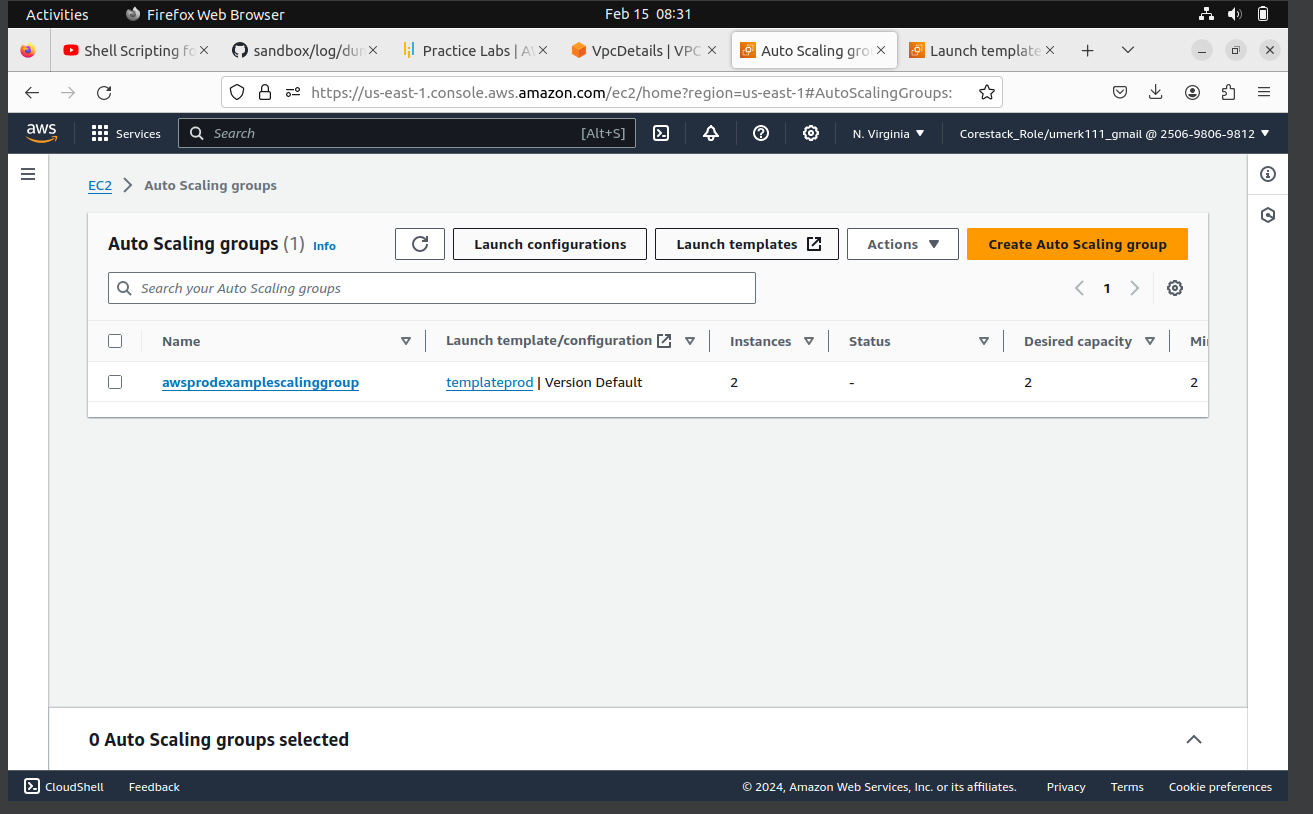 Activities Firefox Web Browser Feb 15 08:31
Shell Scripting fo sandbox/log/dur Practice Labs | A VpcDetails | VPC Auto Scaling gro Launch template
https://us-east-1.console.aws.amazon.com/ec2/home?region=us-east-1#AutoScalingGroups:
aws Services Search [Alt+S] N. Virginia Corestack_Role/umerk111_gmail @ 2506-9806-9812
EC2 Auto Scaling groups
Auto Scaling groups (1) Info Launch configurations Launch templates Actions Create Auto Scaling group
Search your Auto Scaling groups 1
Name Launch template/configuration Instances Status Desired capacity Min
awsprodexamplescalinggroup templateprod | Version Default 2 - 2 2
0 Auto Scaling groups selected
CloudShell Feedback © 2024, Amazon Web Services, Inc. or its affiliates. Privacy Terms Cookie preferences